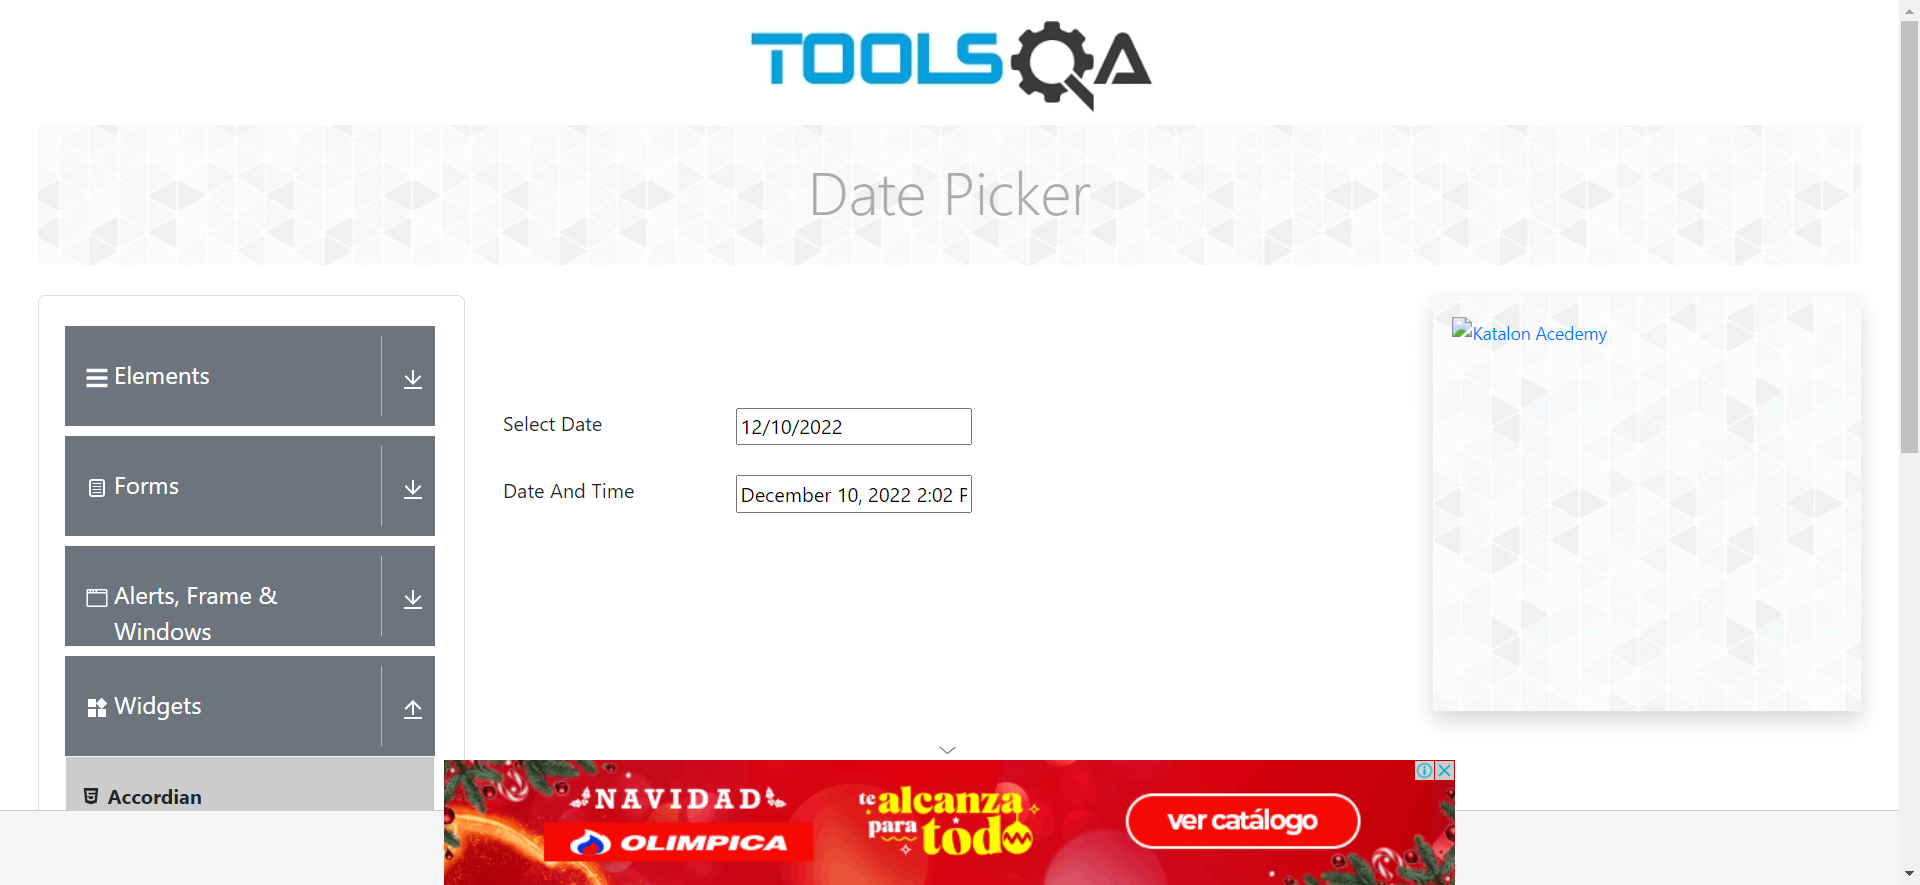 TOOLSQA
Date Picker
Elements
Forms
Alerts, Frame &
Windows
Widgets
Accordian
Select Date
12/10/2022
Date And Time
December 10, 2022 2:02 P
Katalon Acedemy
NAVIDAD
OLIMPICA
te alcanza
para todo
ver catálogo